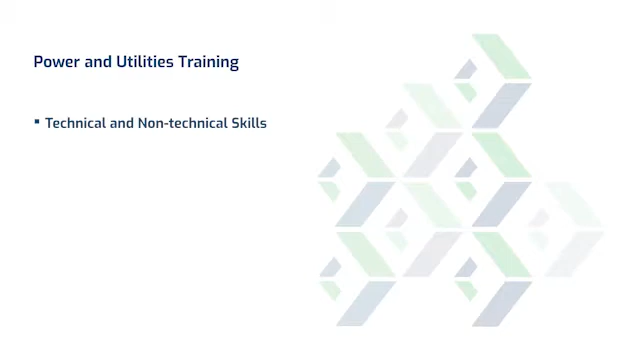 Power and Utilities Training
▪ Technical and Non-technical Skills